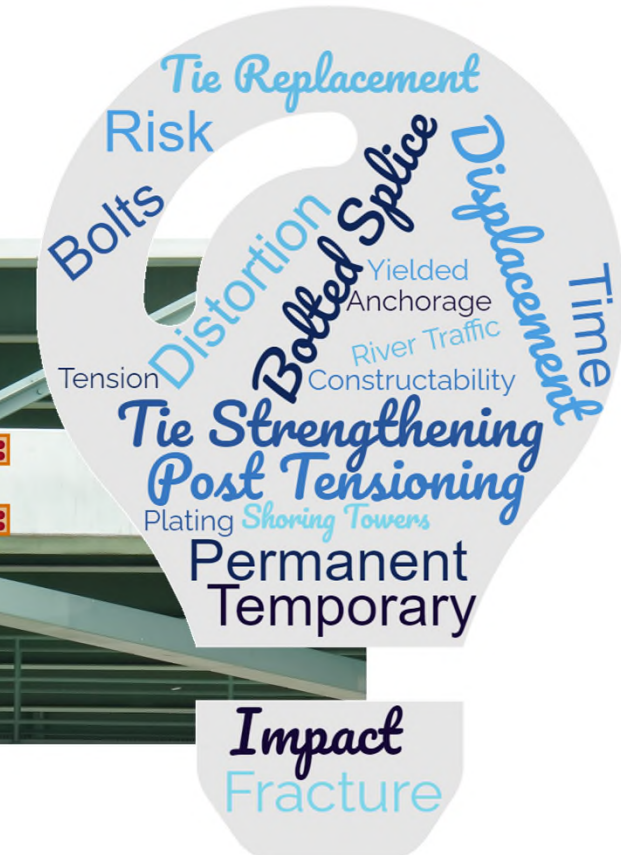 Tie Replacement
Risk
Bolts
Distortion
Bolted Splice
Displacement
Yielded
Anchorage
Time
River Traffic
Tension
Constructability
Tie Strengthening
Post Tensioning
Plating
Shoring Towers
Permanent
Temporary
Impact
Fracture